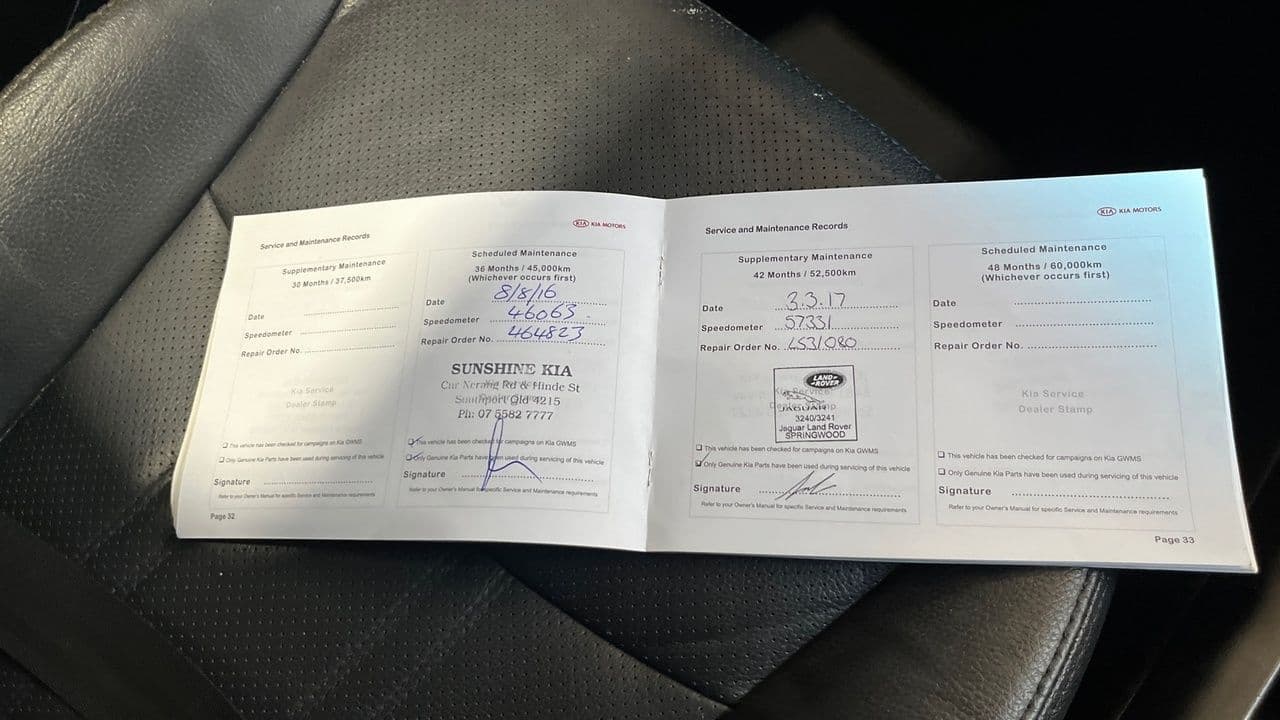 KIA KIA MOTORS
Service and Maintenance Records
Supplementary Maintenance
30 Months / 37,500km
Date
Speedometer
Repair Order No.
Kia Service
Dealer Stamp
This vehicle has been checked for campaigns on Kia GWMS
Only Genuine Kia Parts have been used during servicing of this vehicle
Signature
Refer to your Owner's Manual for specific Service and Maintenance requirements
Page 32
Scheduled Maintenance
36 Months / 45,000km
(Whichever occurs first)
Date 8/8/16
Speedometer 46063
Repair Order No. 464823
SUNSHINE KIA
Cnr Nerang Rd & Hinde St
Southport Qld 4215
Ph: 07 5582 7777
This vehicle has been checked for campaigns on Kia GWMS
Only Genuine Kia Parts have been used during servicing of this vehicle
Signature
Refer to your Owner's Manual for specific Service and Maintenance requirements
KIA KIA MOTORS
Service and Maintenance Records
Supplementary Maintenance
42 Months / 52,500km
Date 3.3.17
Speedometer 57331
Repair Order No. LS31080
LAND-
ROVER
Kia Service
JAGUAR
3240/3241
Jaguar Land Rover
SPRINGWOOD
This vehicle has been checked for campaigns on Kia GWMS
Only Genuine Kia Parts have been used during servicing of this vehicle
Signature
Refer to your Owner's Manual for specific Service and Maintenance requirements
Scheduled Maintenance
48 Months / 60,000km
(Whichever occurs first)
Date
Speedometer
Repair Order No.
Kia Service
Dealer Stamp
This vehicle has been checked for campaigns on Kia GWMS
Only Genuine Kia Parts have been used during servicing of this vehicle
Signature
Refer to your Owner's Manual for specific Service and Maintenance requirements
Page 33